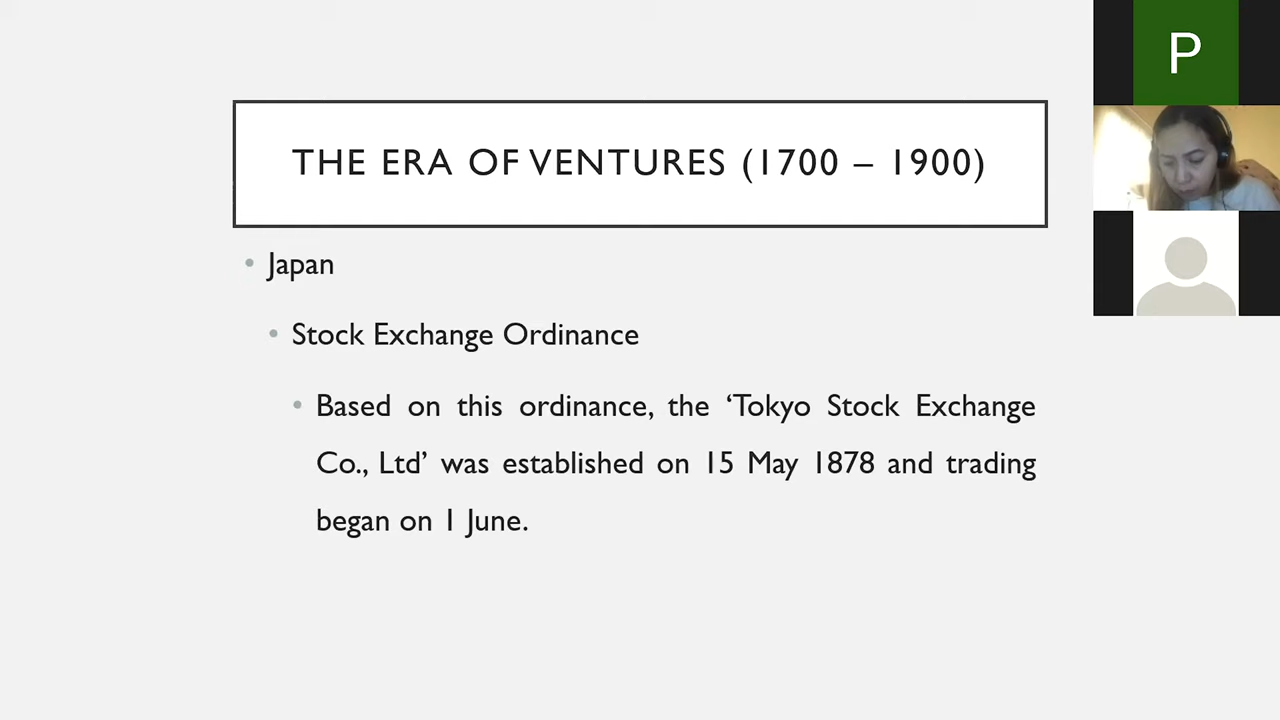 THE ERA OF VENTURES (1700 – 1900)
P
• Japan
• Stock Exchange Ordinance
• Based on this ordinance, the ‘Tokyo Stock Exchange
Co., Ltd’ was established on 15 May 1878 and trading
began on 1 June.